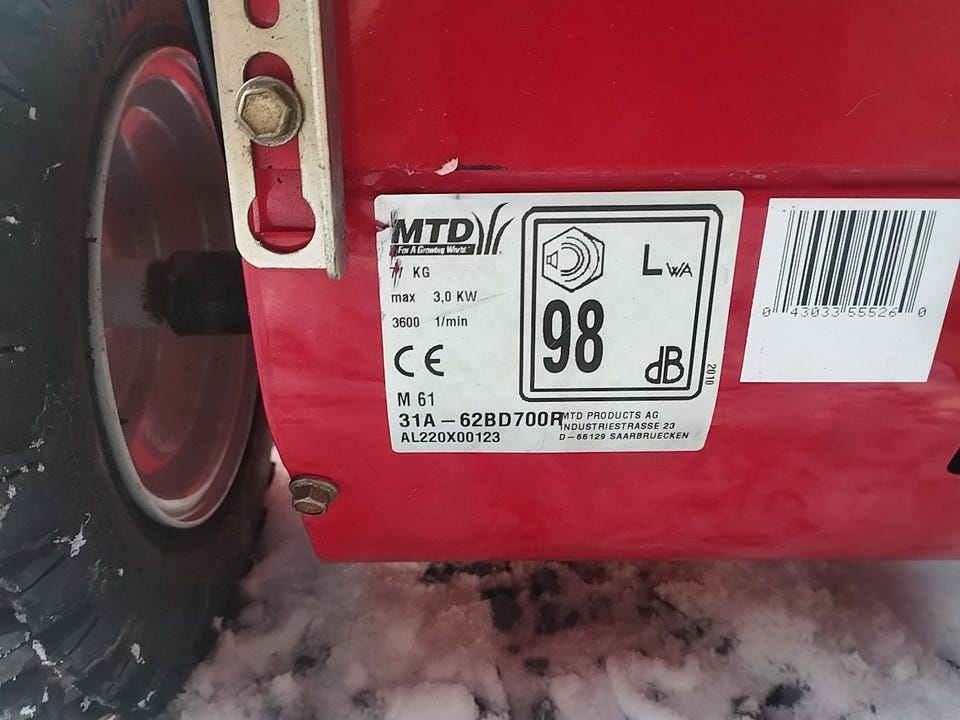 MTD
For A Growing World.
KG
max 3,0 KW
3600 1/min
CE
M 61
31A-62BD700R
AL220X00123
LWA
98
dB
2010
MTD PRODUCTS AG
INDUSTRIESTRASSE 23
D-66129 SAARBRUECKEN
0 43033 55526 0